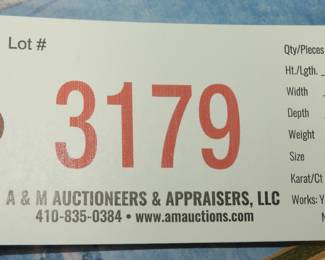 Lot #
3179
A & M AUCTIONEERS & APPRAISERS, LLC
410-835-0384 • www.amauctions.com
Qty/Pieces
Ht./Lgth.
Width
Depth
Weight
Size
Karat/Ct
Works: Y
N